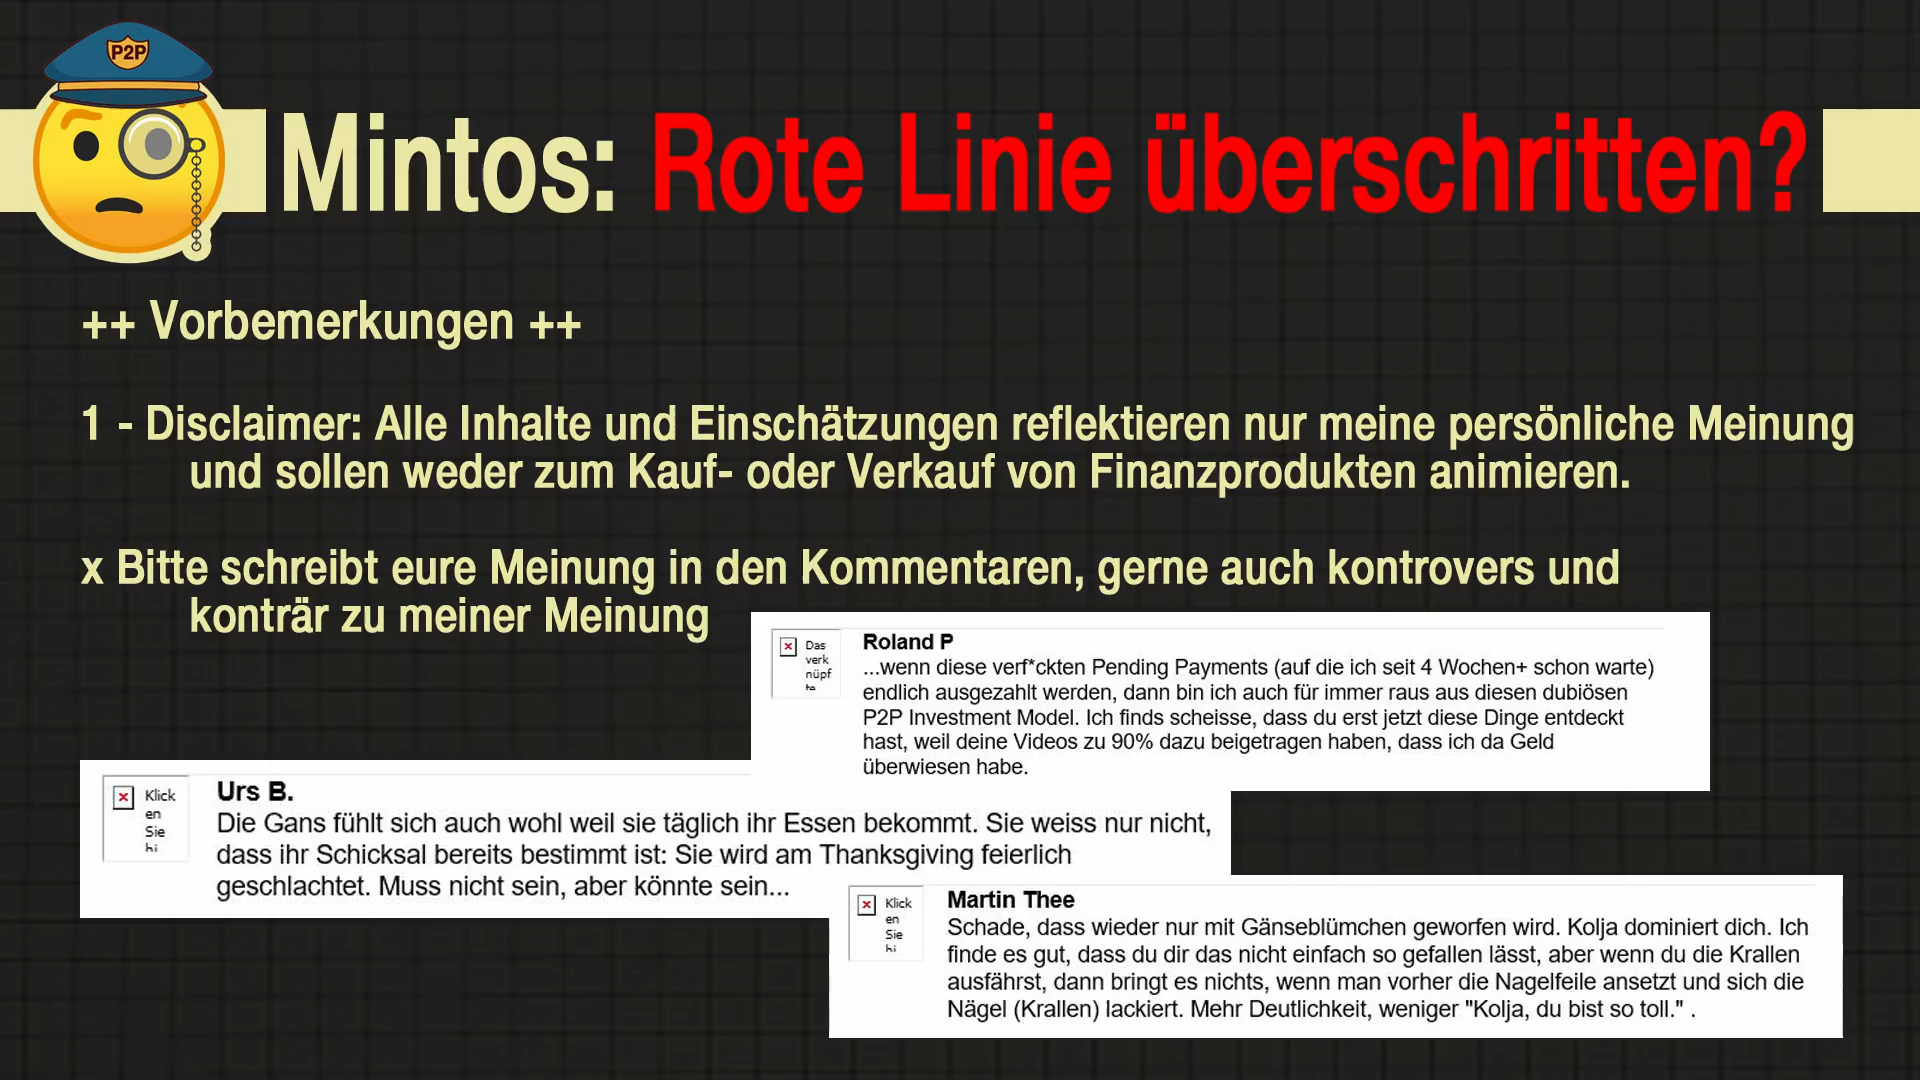 P2P
Mintos: Rote Linie überschritten?
++ Vorbemerkungen ++
1 - Disclaimer: Alle Inhalte und Einschätzungen reflektieren nur meine persönliche Meinung
und sollen weder zum Kauf- oder Verkauf von Finanzprodukten animieren.
x Bitte schreibt eure Meinung in den Kommentaren, gerne auch kontrovers und
konträr zu meiner Meinung
Das
verk
nüpf
te
Roland P
...wenn diese verf*ckten Pending Payments (auf die ich seit 4 Wochen+ schon warte)
endlich ausgezahlt werden, dann bin ich auch für immer raus aus diesen dubiösen
P2P Investment Model. Ich finds scheisse, dass du erst jetzt diese Dinge entdeckt
hast, weil deine Videos zu 90% dazu beigetragen haben, dass ich da Geld
überwiesen habe.
Klick
en
Sie
hi
Urs B.
Die Gans fühlt sich auch wohl weil sie täglich ihr Essen bekommt. Sie weiss nur nicht,
dass ihr Schicksal bereits bestimmt ist: Sie wird am Thanksgiving feierlich
geschlachtet. Muss nicht sein, aber könnte sein...
Klick
en
Sie
hi
Martin Thee
Schade, dass wieder nur mit Gänseblümchen geworfen wird. Kolja dominiert dich. Ich
finde es gut, dass du dir das nicht einfach so gefallen lässt, aber wenn du die Krallen
ausfährst, dann bringt es nichts, wenn man vorher die Nagelfeile ansetzt und sich die
Nägel (Krallen) lackiert. Mehr Deutlichkeit, weniger "Kolja, du bist so toll." .